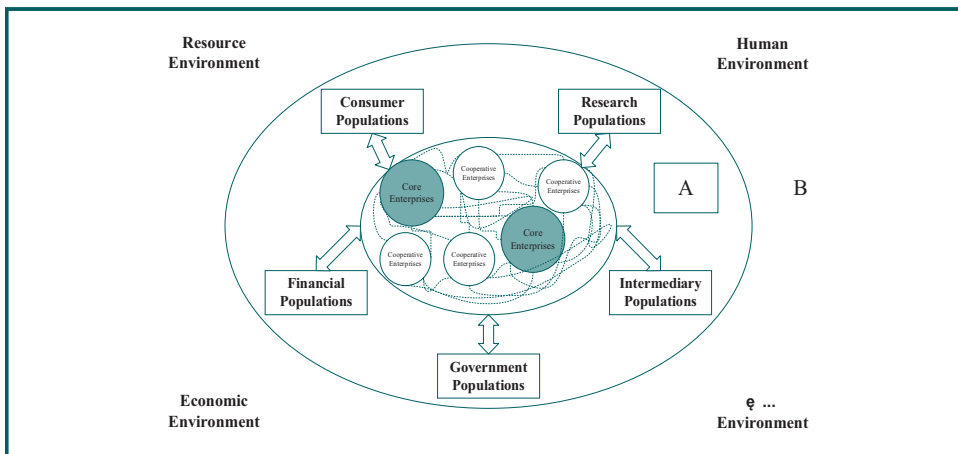 Resource
Environment
Human
Environment
Consumer
Populations
Research
Populations
Cooperative
Enterprises
Core
Enterprises
Cooperative
Enterprises
A
B
Core
Enterprises
Cooperative
Enterprises
Cooperative
Enterprises
Financial
Populations
Intermediary
Populations
Government
Populations
Economic
Environment
ę ...
Environment